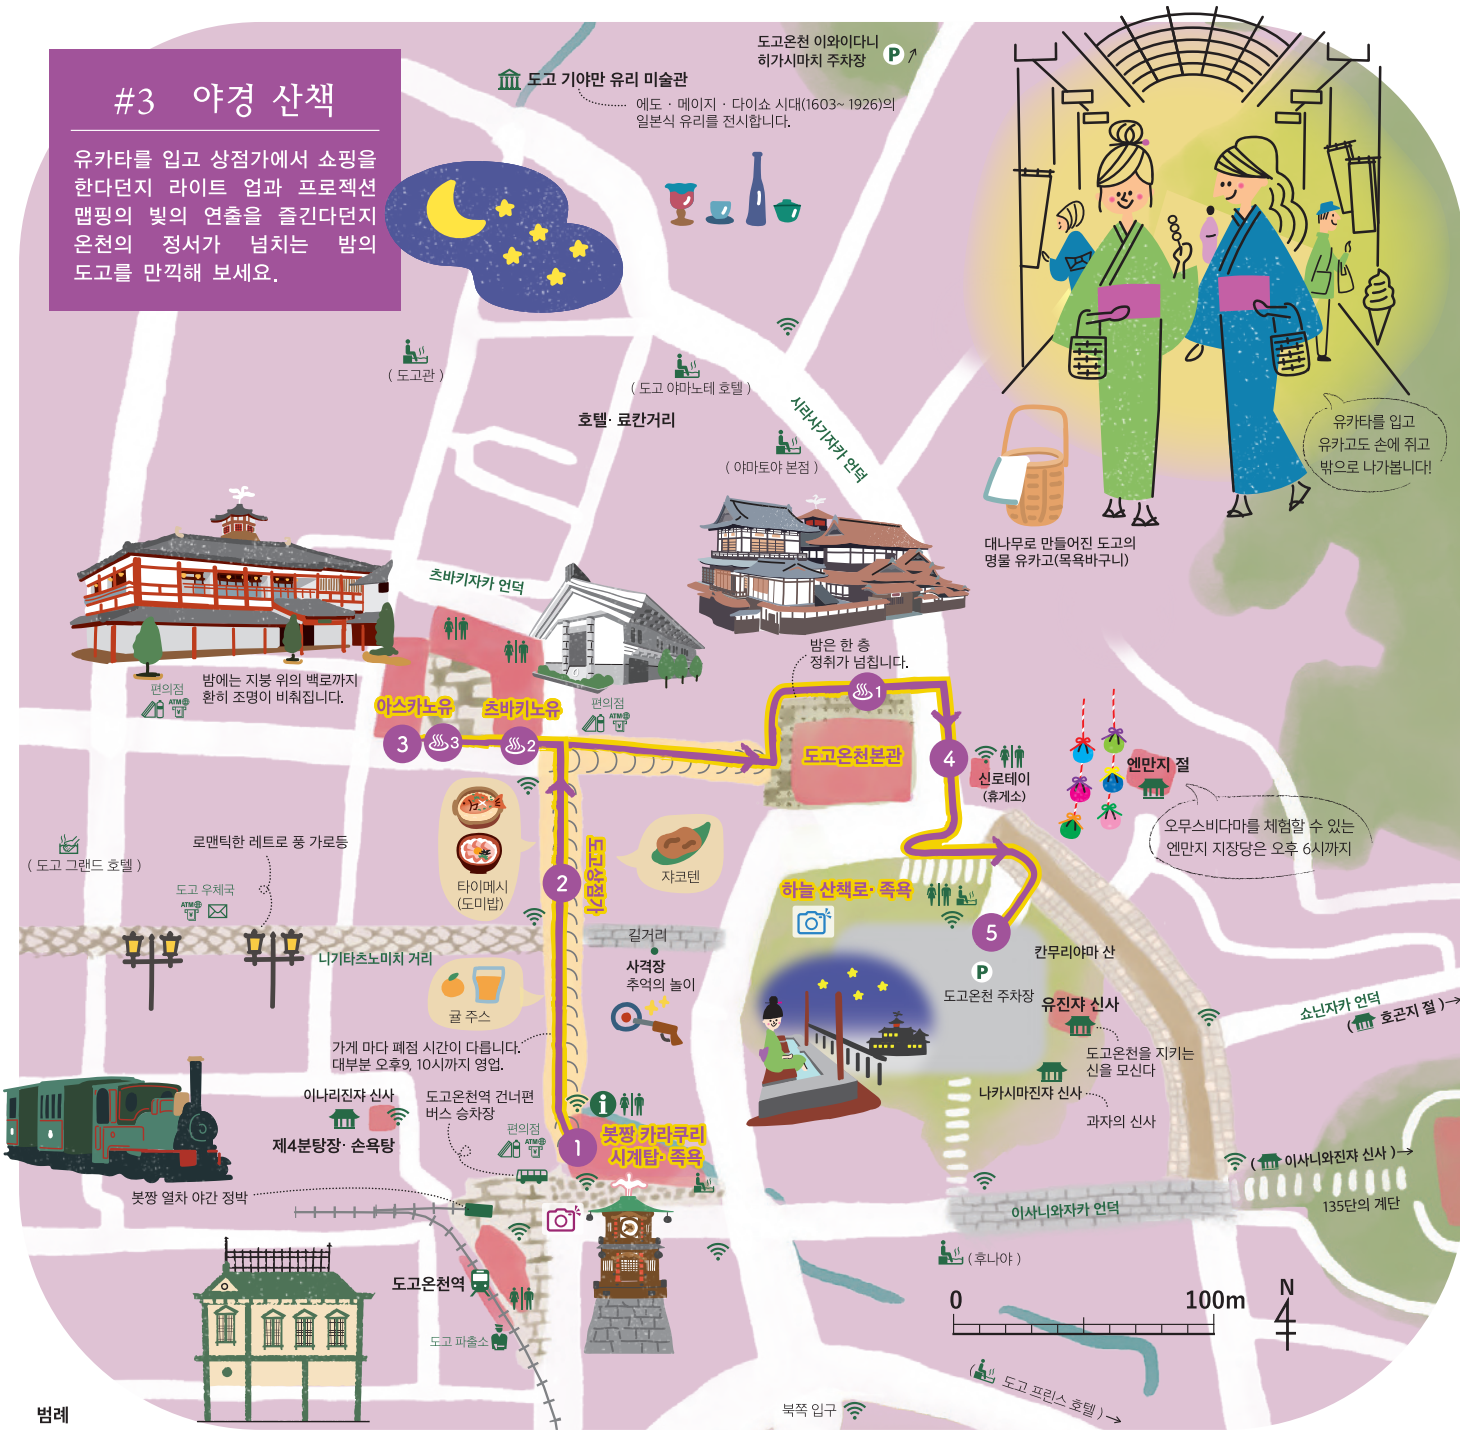 #3 야경 산책
유카타를 입고 상점가에서 쇼핑을
한다던지 라이트 업과 프로젝션
맵핑의 빛의 연출을 즐긴다던지
온천의 정서가 넘치는 밤의
도고를 만끽해 보세요.
도고 기야만 유리 미술관
에도 · 메이지 · 다이쇼 시대(1603~ 1926)의
일본식 유리를 전시합니다.
도고온천 이와이다니
히가시마치 주차장
P
( 도고관 )
( 도고 야마노테 호텔 )
호텔· 료칸거리
시라사기자카 언덕
( 야마토야 본점 )
유카타를 입고
유카고도 손에 쥐고
밖으로 나가봅니다!
대나무로 만들어진 도고의
명물 유카고(목욕바구니)
츠바키자카 언덕
밤은 한 층
정취가 넘칩니다.
밤에는 지붕 위의 백로까지
환히 조명이 비춰집니다.
편의점
ATM
아스카노유
츠바키노유
편의점
ATM
3
3
2
1
도고온천본관
4
신로테이
(휴게소)
엔만지 절
오무스비다마를 체험할 수 있는
엔만지 지장당은 오후 6시까지
로맨틱한 레트로 풍 가로등
( 도고 그랜드 호텔 )
도고 우체국
ATM
타이메시
(도미밥)
2
도고상점가
쟈코텐
하늘 산책로· 족욕
5
P
도고온천 주차장
칸무리야마 산
길거리
사격장
추억의 놀이
니기타츠노미치 거리
귤 주스
유진쟈 신사
도고온천을 지키는
신을 모신다
나카시마진쟈 신사
과자의 신사
쇼닌자카 언덕
( 호곤지 절 )→
가게 마다 폐점 시간이 다릅니다.
대부분 오후9, 10시까지 영업.
이나리진쟈 신사
제4분탕장· 손욕탕
도고온천역 건너편
버스 승차장
편의점
ATM
i
1
봇짱 카라쿠리
시계탑· 족욕
( 이사니와진쟈 신사 )→
135단의 계단
이사니와자카 언덕
봇짱 열차 야간 정박
도고온천역
도고 파출소
( 후나야 )
0
100m
N
( 도고 프린스 호텔 )→
북쪽 입구
범례